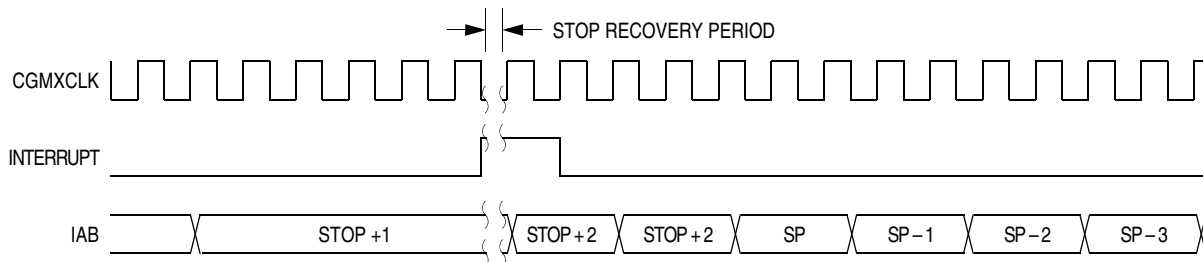 STOP RECOVERY PERIOD
CGMXCLK
INTERRUPT
IAB STOP +1 STOP+2 STOP+2 SP SP–1 SP–2 SP–3